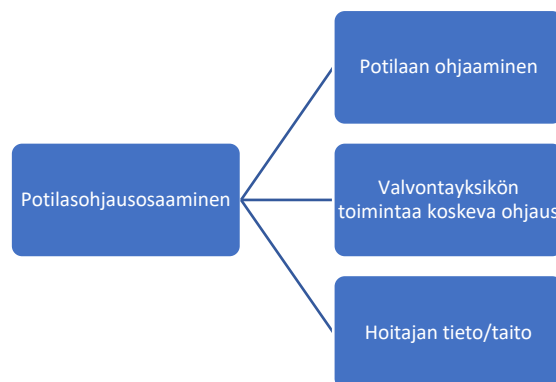 Potilaan ohjaaminen
Potilasohjausosaaminen
Valvontayksikön
toimintaa koskeva ohjaus
Hoitajan tieto/taito